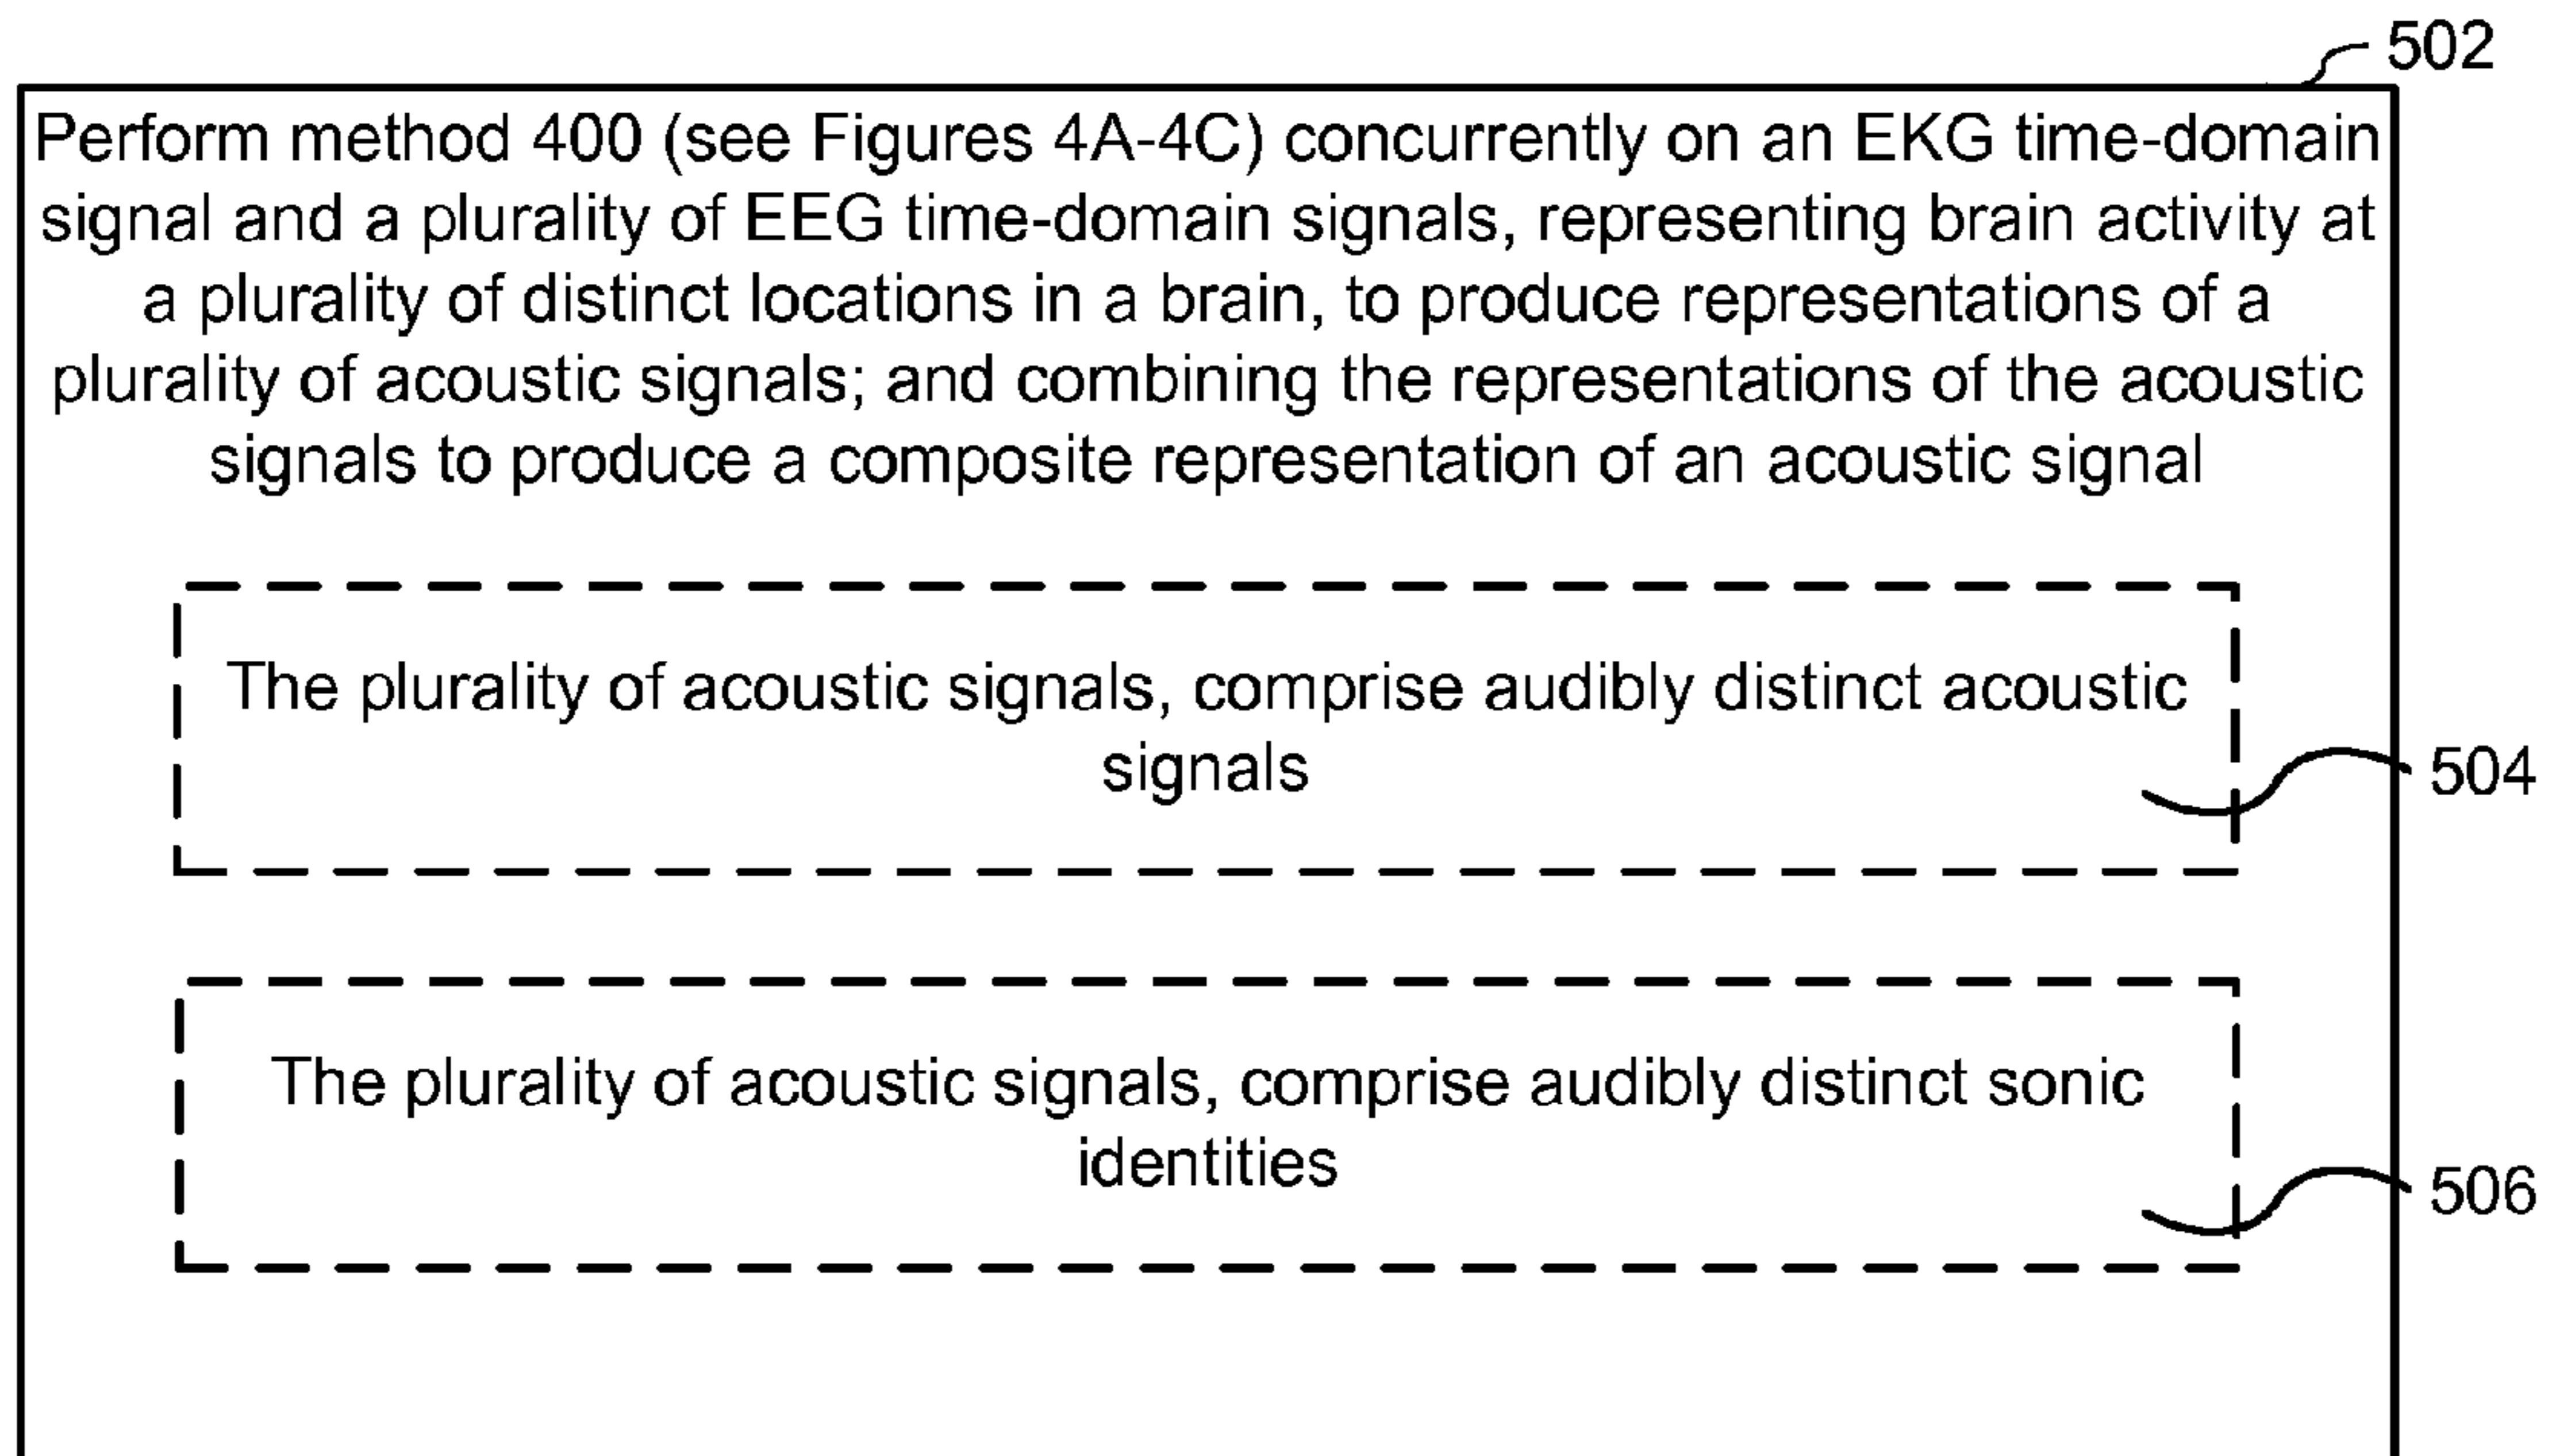 502
Perform method 400 (see Figures 4A-4C) concurrently on an EKG time-domain
signal and a plurality of EEG time-domain signals, representing brain activity at
a plurality of distinct locations in a brain, to produce representations of a
plurality of acoustic signals; and combining the representations of the acoustic
signals to produce a composite representation of an acoustic signal
The plurality of acoustic signals, comprise audibly distinct acoustic
signals
504
The plurality of acoustic signals, comprise audibly distinct sonic
identities
506